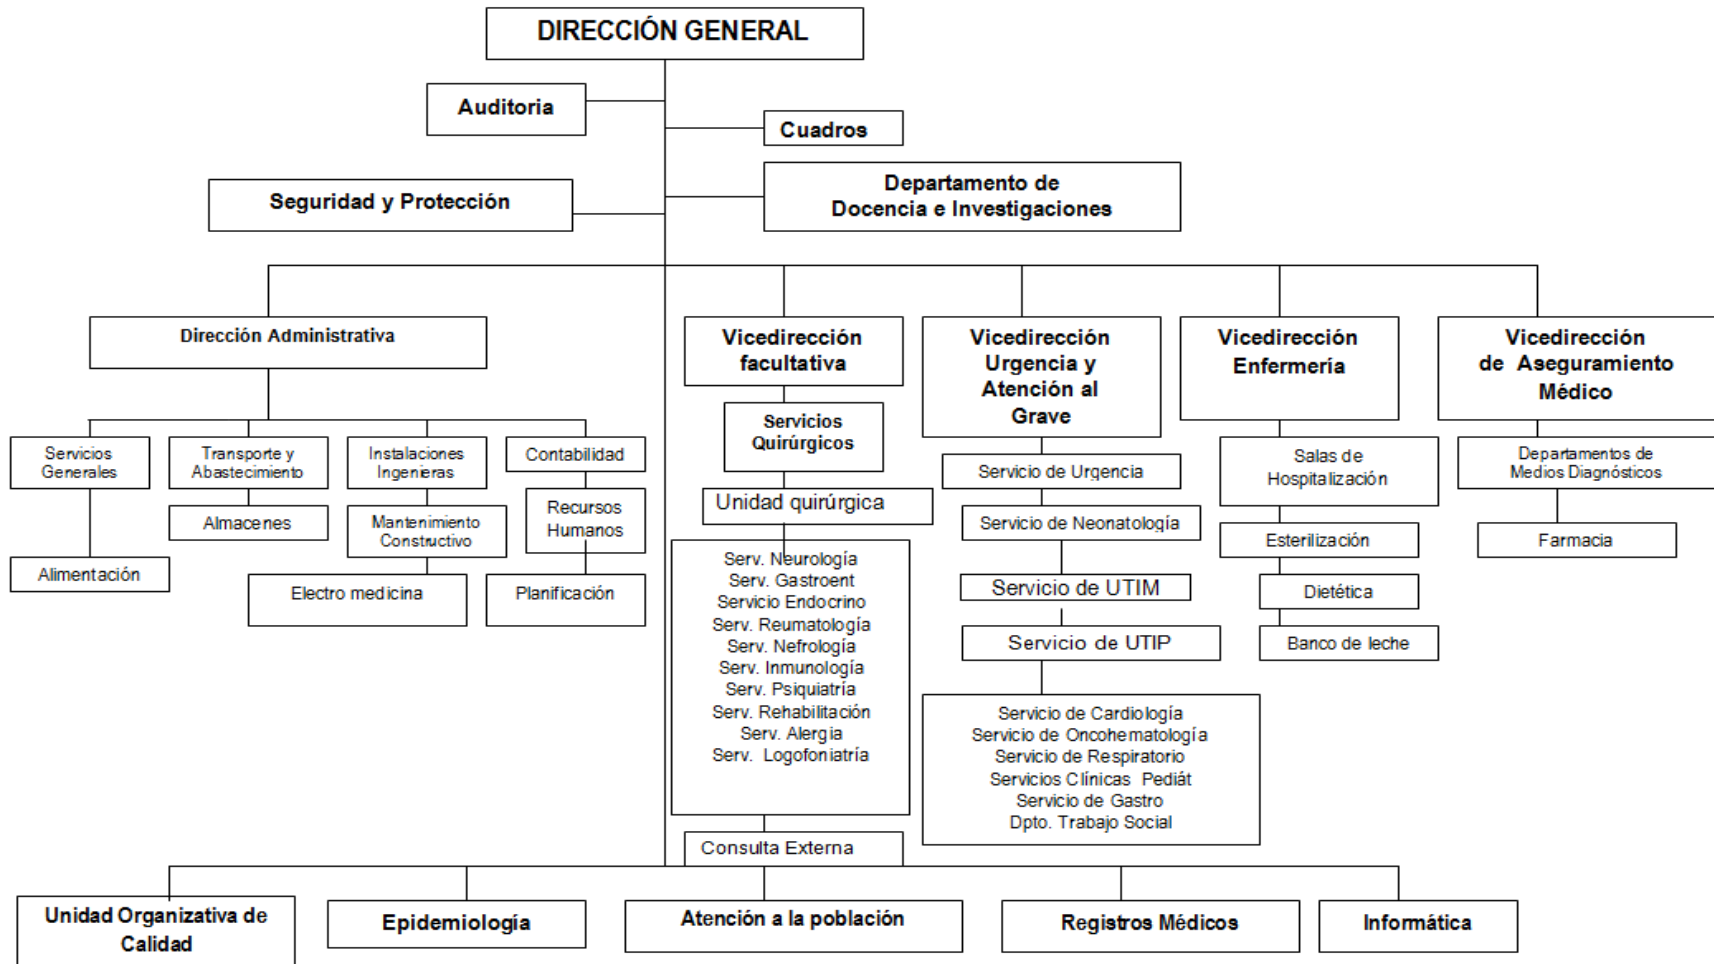 DIRECCIÓN GENERAL
Auditoria
Cuadros
Seguridad y Protección
Departamento de
Docencia e Investigaciones
Dirección Administrativa
Vicedirección
facultativa
Vicedirección
Urgencia y
Atención al
Grave
Vicedirección
Enfermería
Vicedirección
de Aseguramiento
Médico
Servicios
Generales
Transporte y
Abastecimiento
Instalaciones
Ingenieras
Contabilidad
Alimentación
Almacenes
Mantenimiento
Constructivo
Recursos
Humanos
Electro medicina
Planificación
Servicios
Quirúrgicos
Unidad quirúrgica
Serv. Neurología
Serv. Gastroent
Servicio Endocrino
Serv. Reumatología
Serv. Nefrología
Serv. Inmunología
Serv. Psiquiatría
Serv. Rehabilitación
Serv. Alergia
Serv. Logofoniatría
Consulta Externa
Servicio de Urgencia
Servicio de Neonatología
Servicio de UTIM
Servicio de UTIP
Servicio de Cardiología
Servicio de Oncohematología
Servicio de Respiratorio
Servicios Clínicas Pediát
Servicio de Gastro
Dpto. Trabajo Social
Salas de
Hospitalización
Esterilización
Dietética
Banco de leche
Departamentos de
Medios Diagnósticos
Farmacia
Unidad Organizativa de
Calidad
Epidemiología
Atención a la población
Registros Médicos
Informática